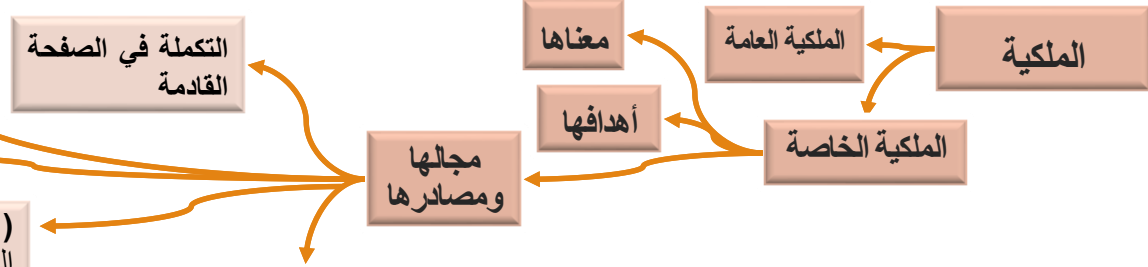 الملكية
الملكية العامة
الملكية الخاصة
معناها
أهدافها
مجالها
ومصادرها
التكملة في الصفحة
القادمة
)